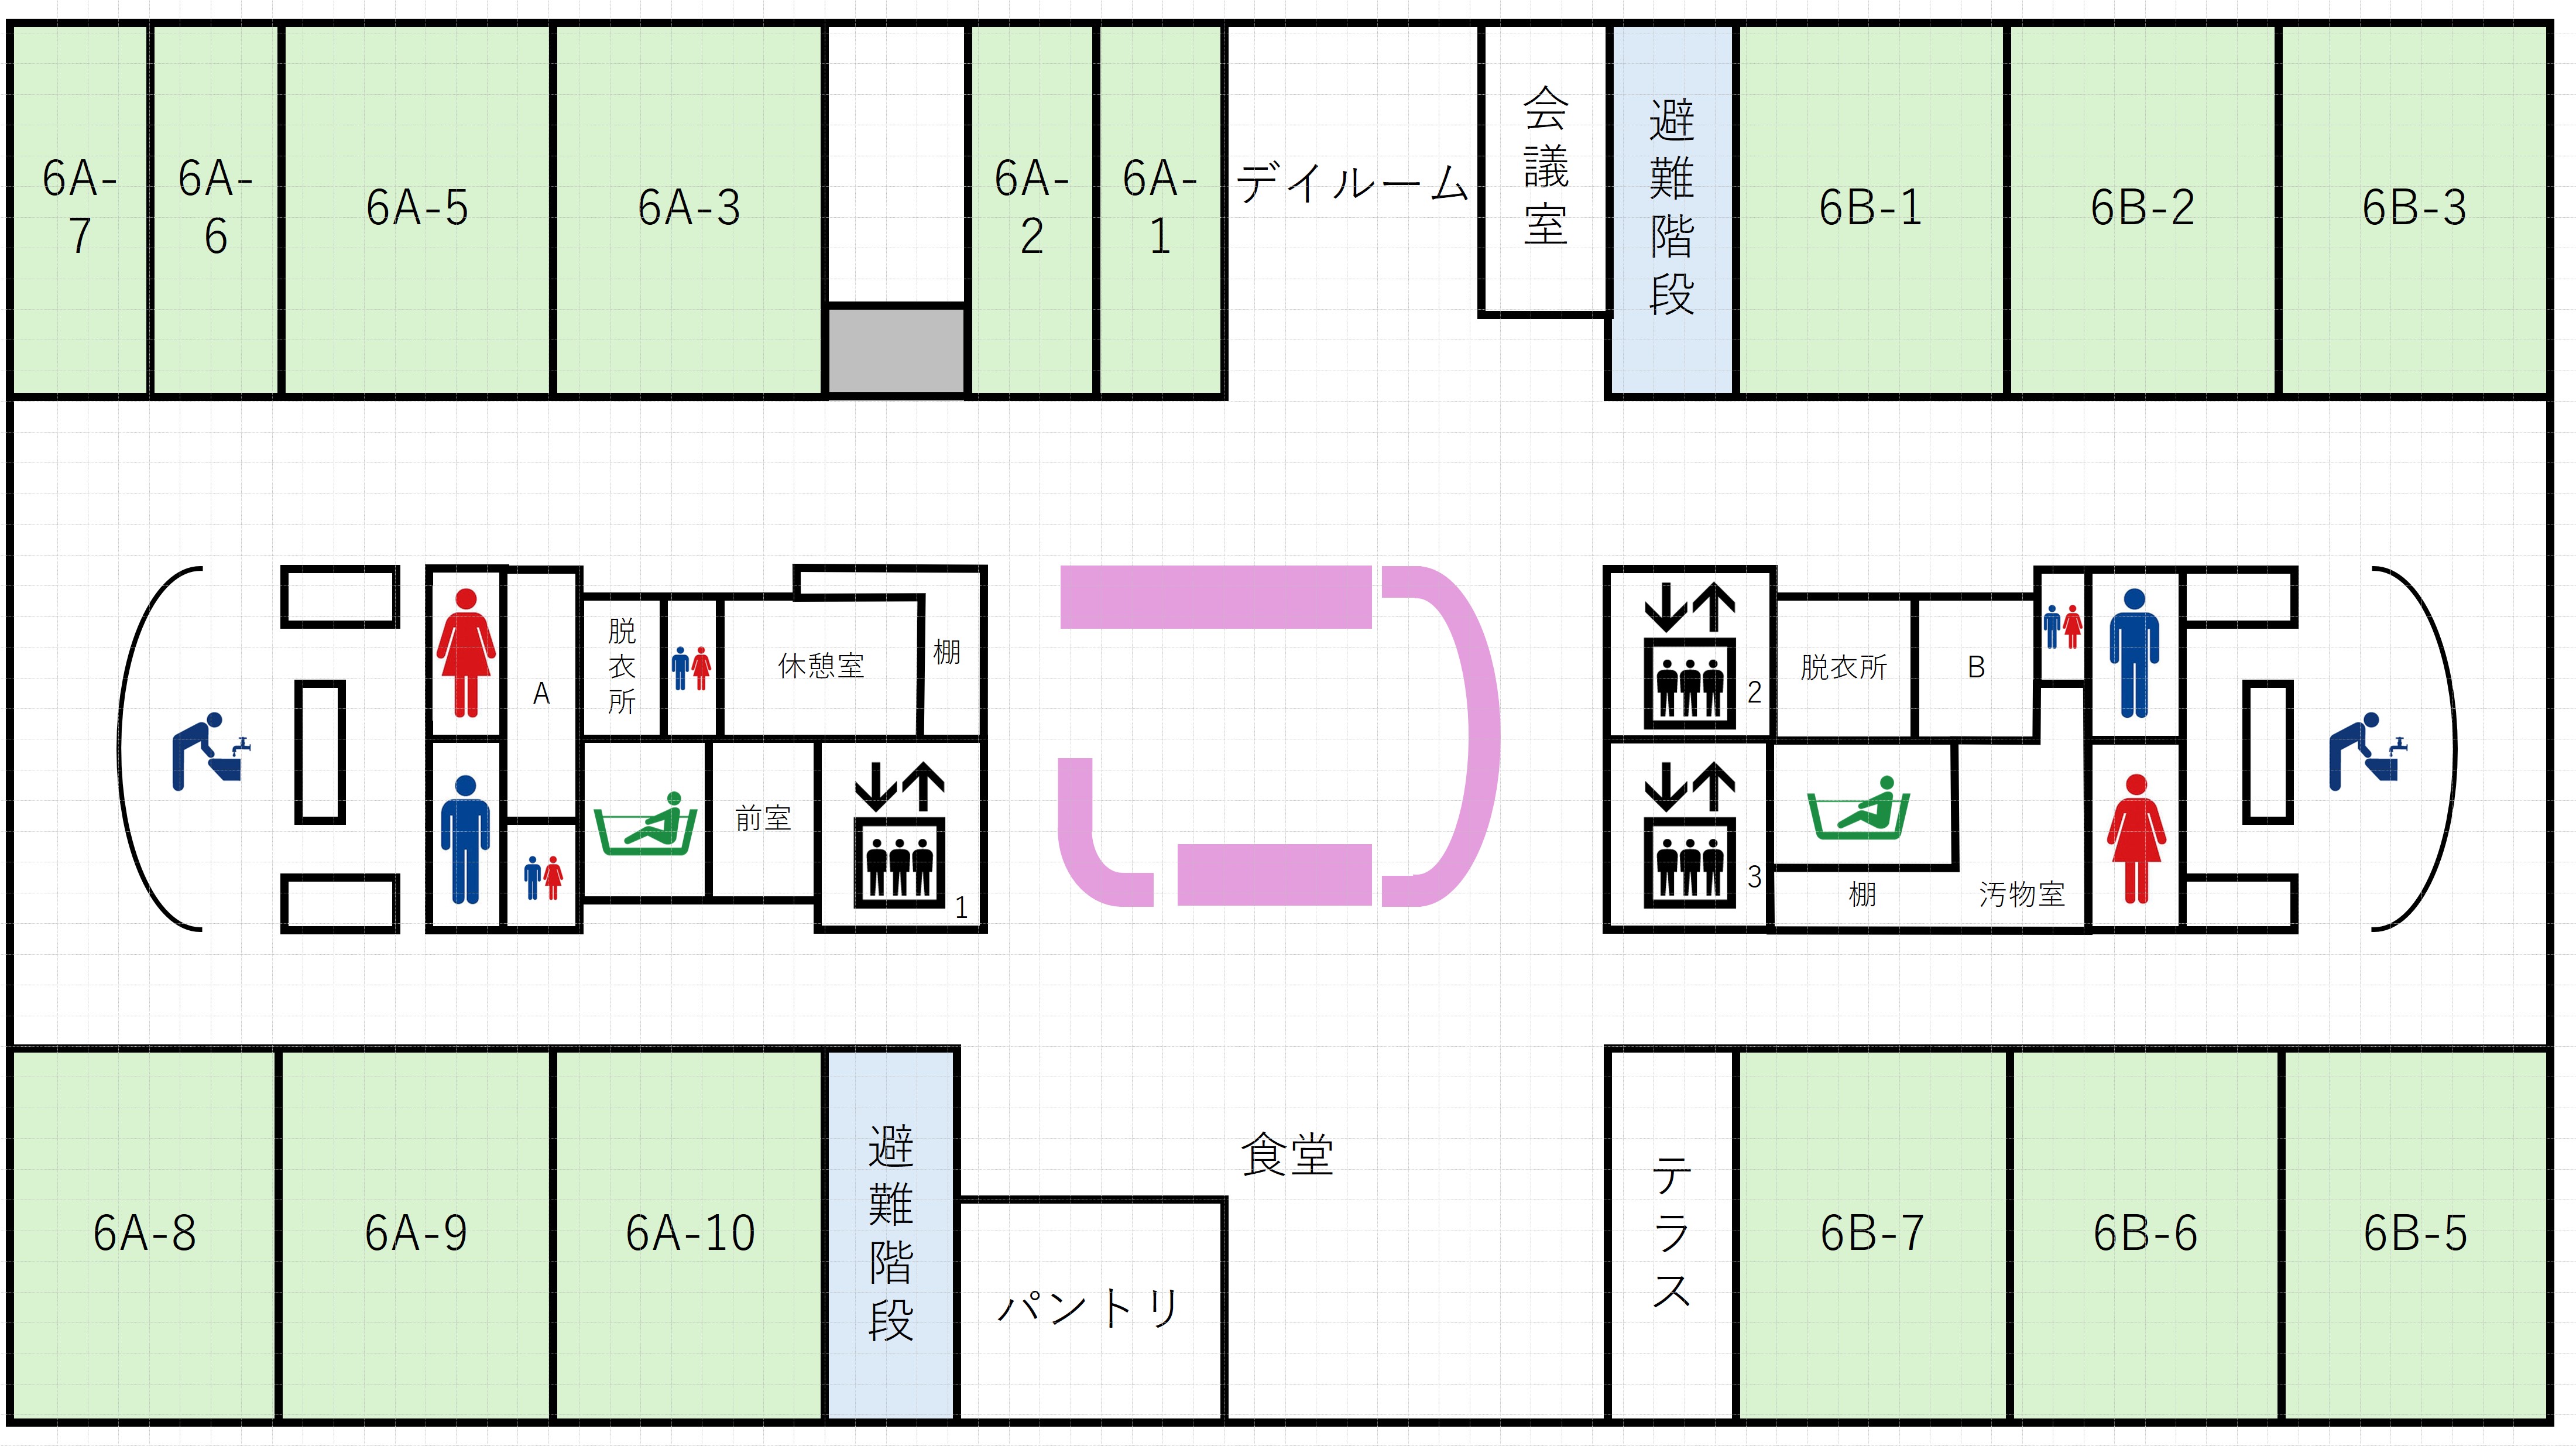 6A-
7
6A-
6
6A-5
6A-3
6A-
2
6A-
1
デイルーム
会議室
避難階段
6B-1
6B-2
6B-3
A
脱衣所
休憩室
棚
前室
1
2
3
脱衣所
B
棚
汚物室
6A-8
6A-9
6A-10
避難階段
パントリ
食堂
テラス
6B-7
6B-6
6B-5